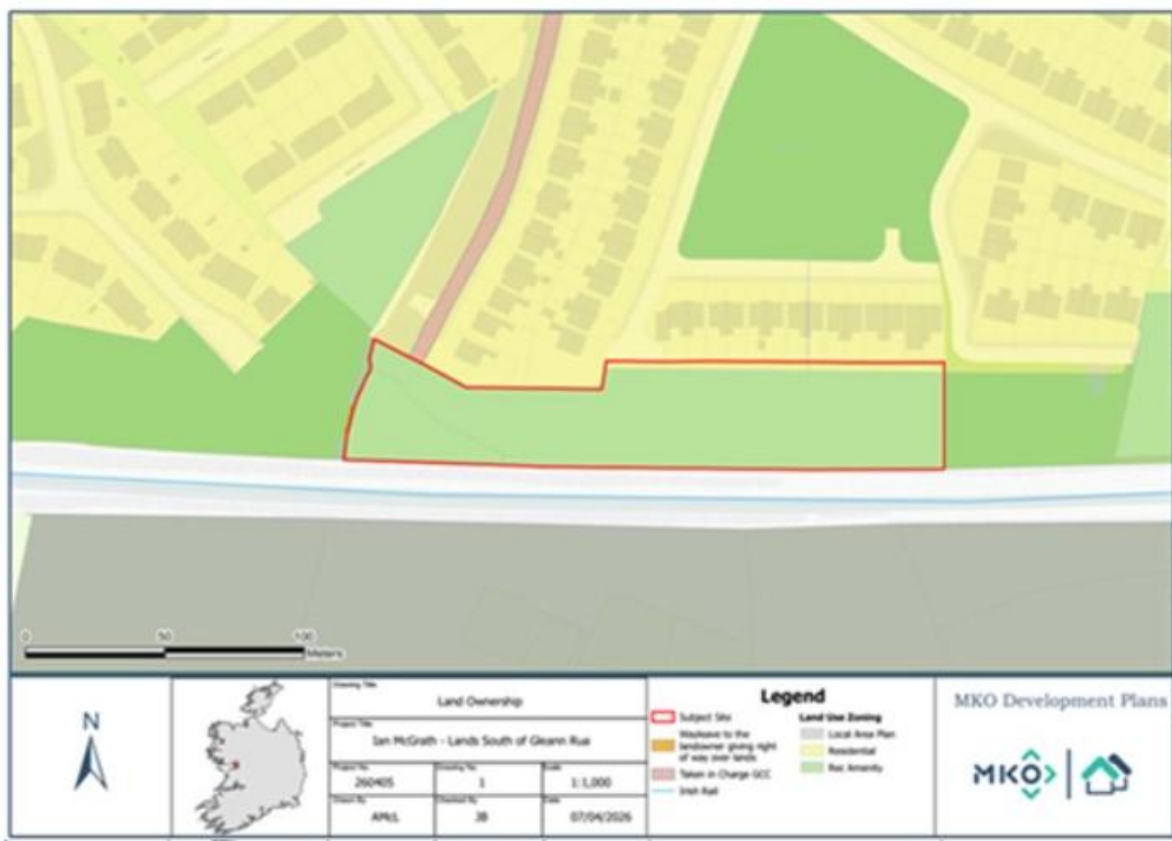 0 50 100
Meters
N
Drawing Title
Land Ownership
Project Title
Ian McGrath - Lands South of Gleann Rua
Project No.
260405
Drawing No.
1
Scale
1:1,000
Drawn By
AMcL
Checked By
JB
Date
07/04/2026
Legend
Subject Site
Wayleave to the
landowner giving right
of way over lands
Taken in Charge GCC
Irish Rail
Land Use Zoning
Local Area Plan
Residential
Rec Amenity
MKO Development Plans
MKO